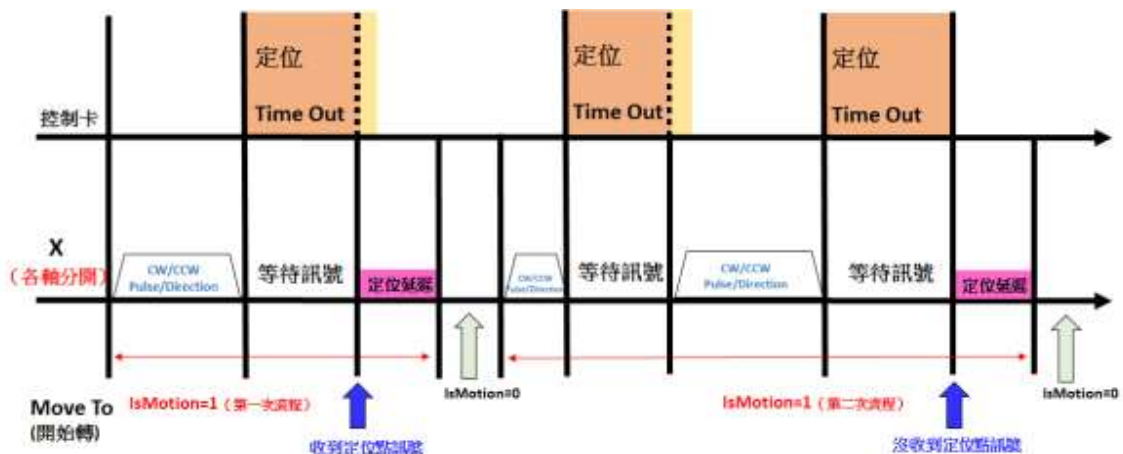 定位
Time Out
定位
Time Out
定位
Time Out
控制卡
X
（各軸分開）
CW/CCW
Pulse/Direction
等待訊號
定位延遲
CW/CCW
Pulse/Direction
等待訊號
CW/CCW
Pulse/Direction
等待訊號
定位延遲
Move To
(開始轉)
IsMotion=1（第一次流程）
IsMotion=0
IsMotion=1（第二次流程）
IsMotion=0
收到定位點訊號
沒收到定位點訊號